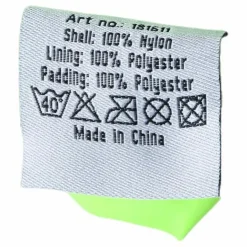 Art no.: 181611
Shell: 100% Nylon
Lining: 100% Polyester
Padding: 100% Polyester
40°
Made in China